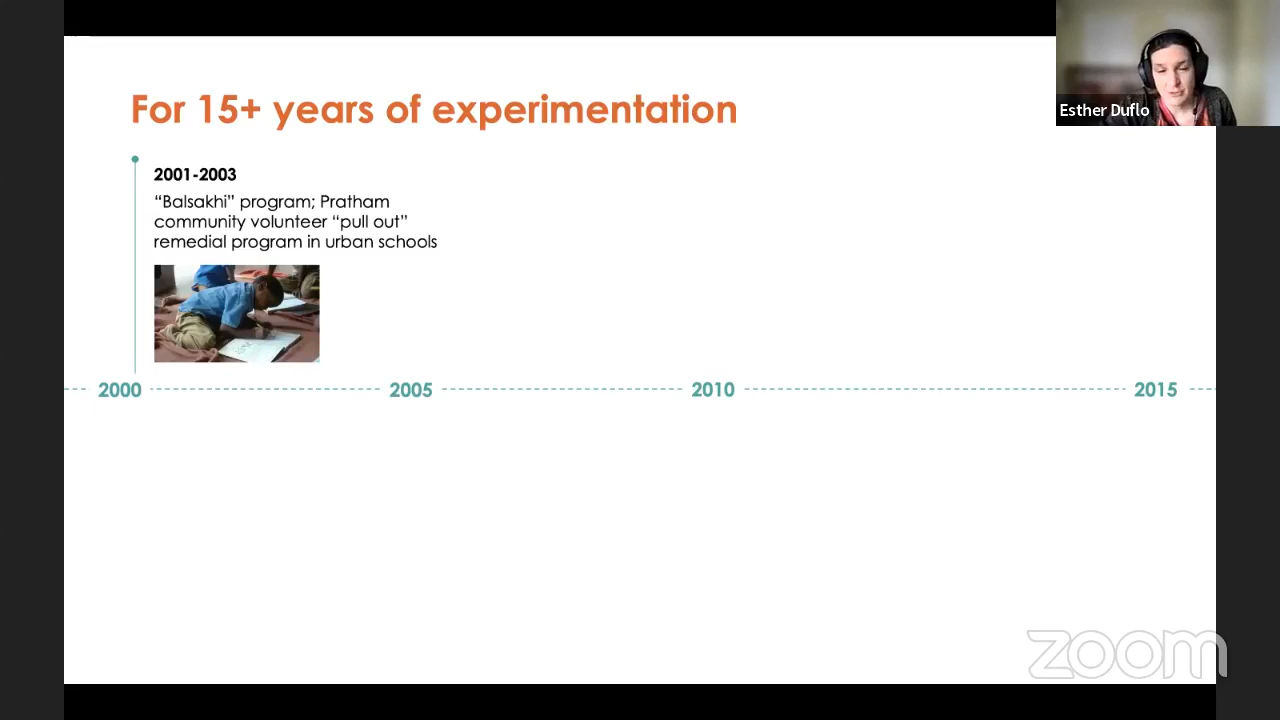 For 15+ years of experimentation
Esther Duflo
2001-2003
“Balsakhi” program; Pratham
community volunteer “pull out”
remedial program in urban schools
2000
2005
2010
2015
zoom